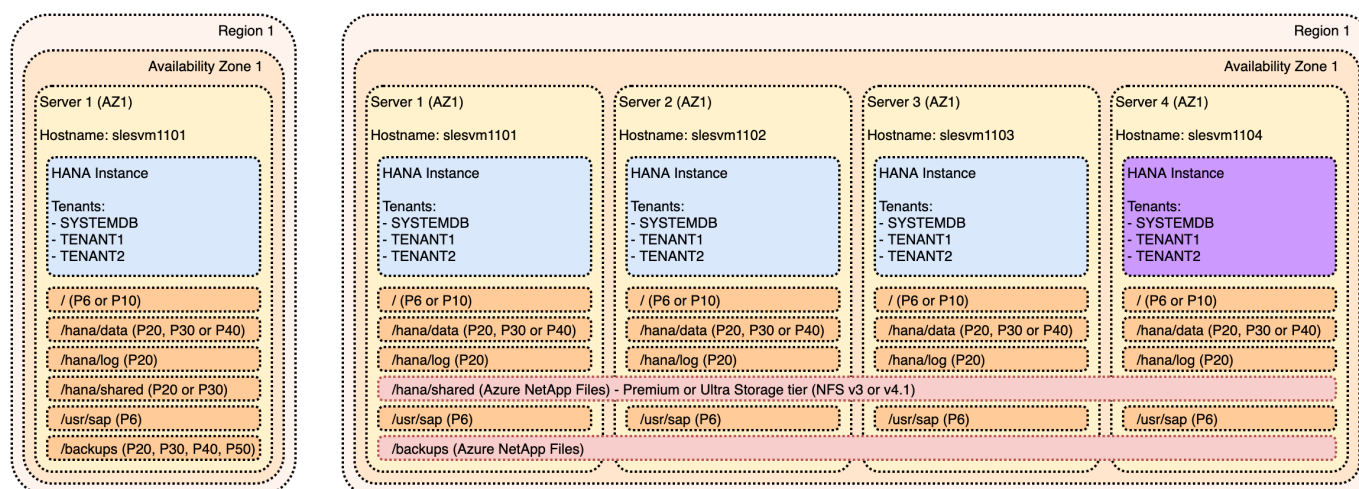 Region 1
Availability Zone 1
Server 1 (AZ1)
Hostname: slesvm1101
HANA Instance
Tenants:
- SYSTEMDB
- TENANT1
- TENANT2
/ (P6 or P10)
/hana/data (P20, P30 or P40)
/hana/log (P20)
/hana/shared (P20 or P30)
/usr/sap (P6)
/backups (P20, P30, P40, P50)
Region 1
Availability Zone 1
Server 1 (AZ1)
Hostname: slesvm1101
HANA Instance
Tenants:
- SYSTEMDB
- TENANT1
- TENANT2
/ (P6 or P10)
/hana/data (P20, P30 or P40)
/hana/log (P20)
Server 2 (AZ1)
Hostname: slesvm1102
HANA Instance
Tenants:
- SYSTEMDB
- TENANT1
- TENANT2
/ (P6 or P10)
/hana/data (P20, P30 or P40)
/hana/log (P20)
Server 3 (AZ1)
Hostname: slesvm1103
HANA Instance
Tenants:
- SYSTEMDB
- TENANT1
- TENANT2
/ (P6 or P10)
/hana/data (P20, P30 or P40)
/hana/log (P20)
Server 4 (AZ1)
Hostname: slesvm1104
HANA Instance
Tenants:
- SYSTEMDB
- TENANT1
- TENANT2
/ (P6 or P10)
/hana/data (P20, P30 or P40)
/hana/log (P20)
/hana/shared (Azure NetApp Files) - Premium or Ultra Storage tier (NFS v3 or v4.1)
/usr/sap (P6)
/usr/sap (P6)
/usr/sap (P6)
/usr/sap (P6)
/backups (Azure NetApp Files)